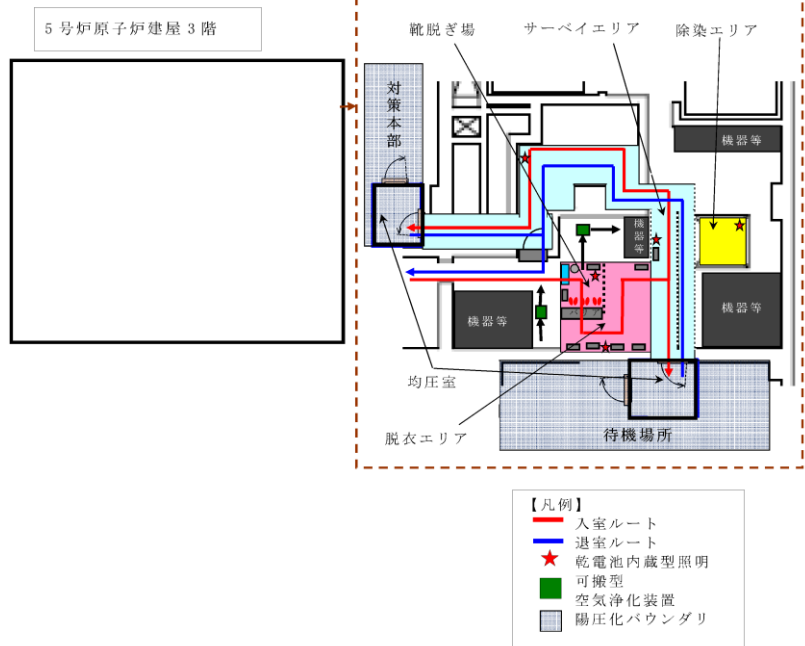 5号炉原子炉建屋3階
靴脱ぎ場
サーベイエリア
除染エリア
対策本部
機器等
機器等
機器等
機器等
バリア
均圧室
脱衣エリア
待機場所
【凡例】
入室ルート
退室ルート
乾電池内蔵型照明
可搬型
空気浄化装置
陽圧化バウンダリ